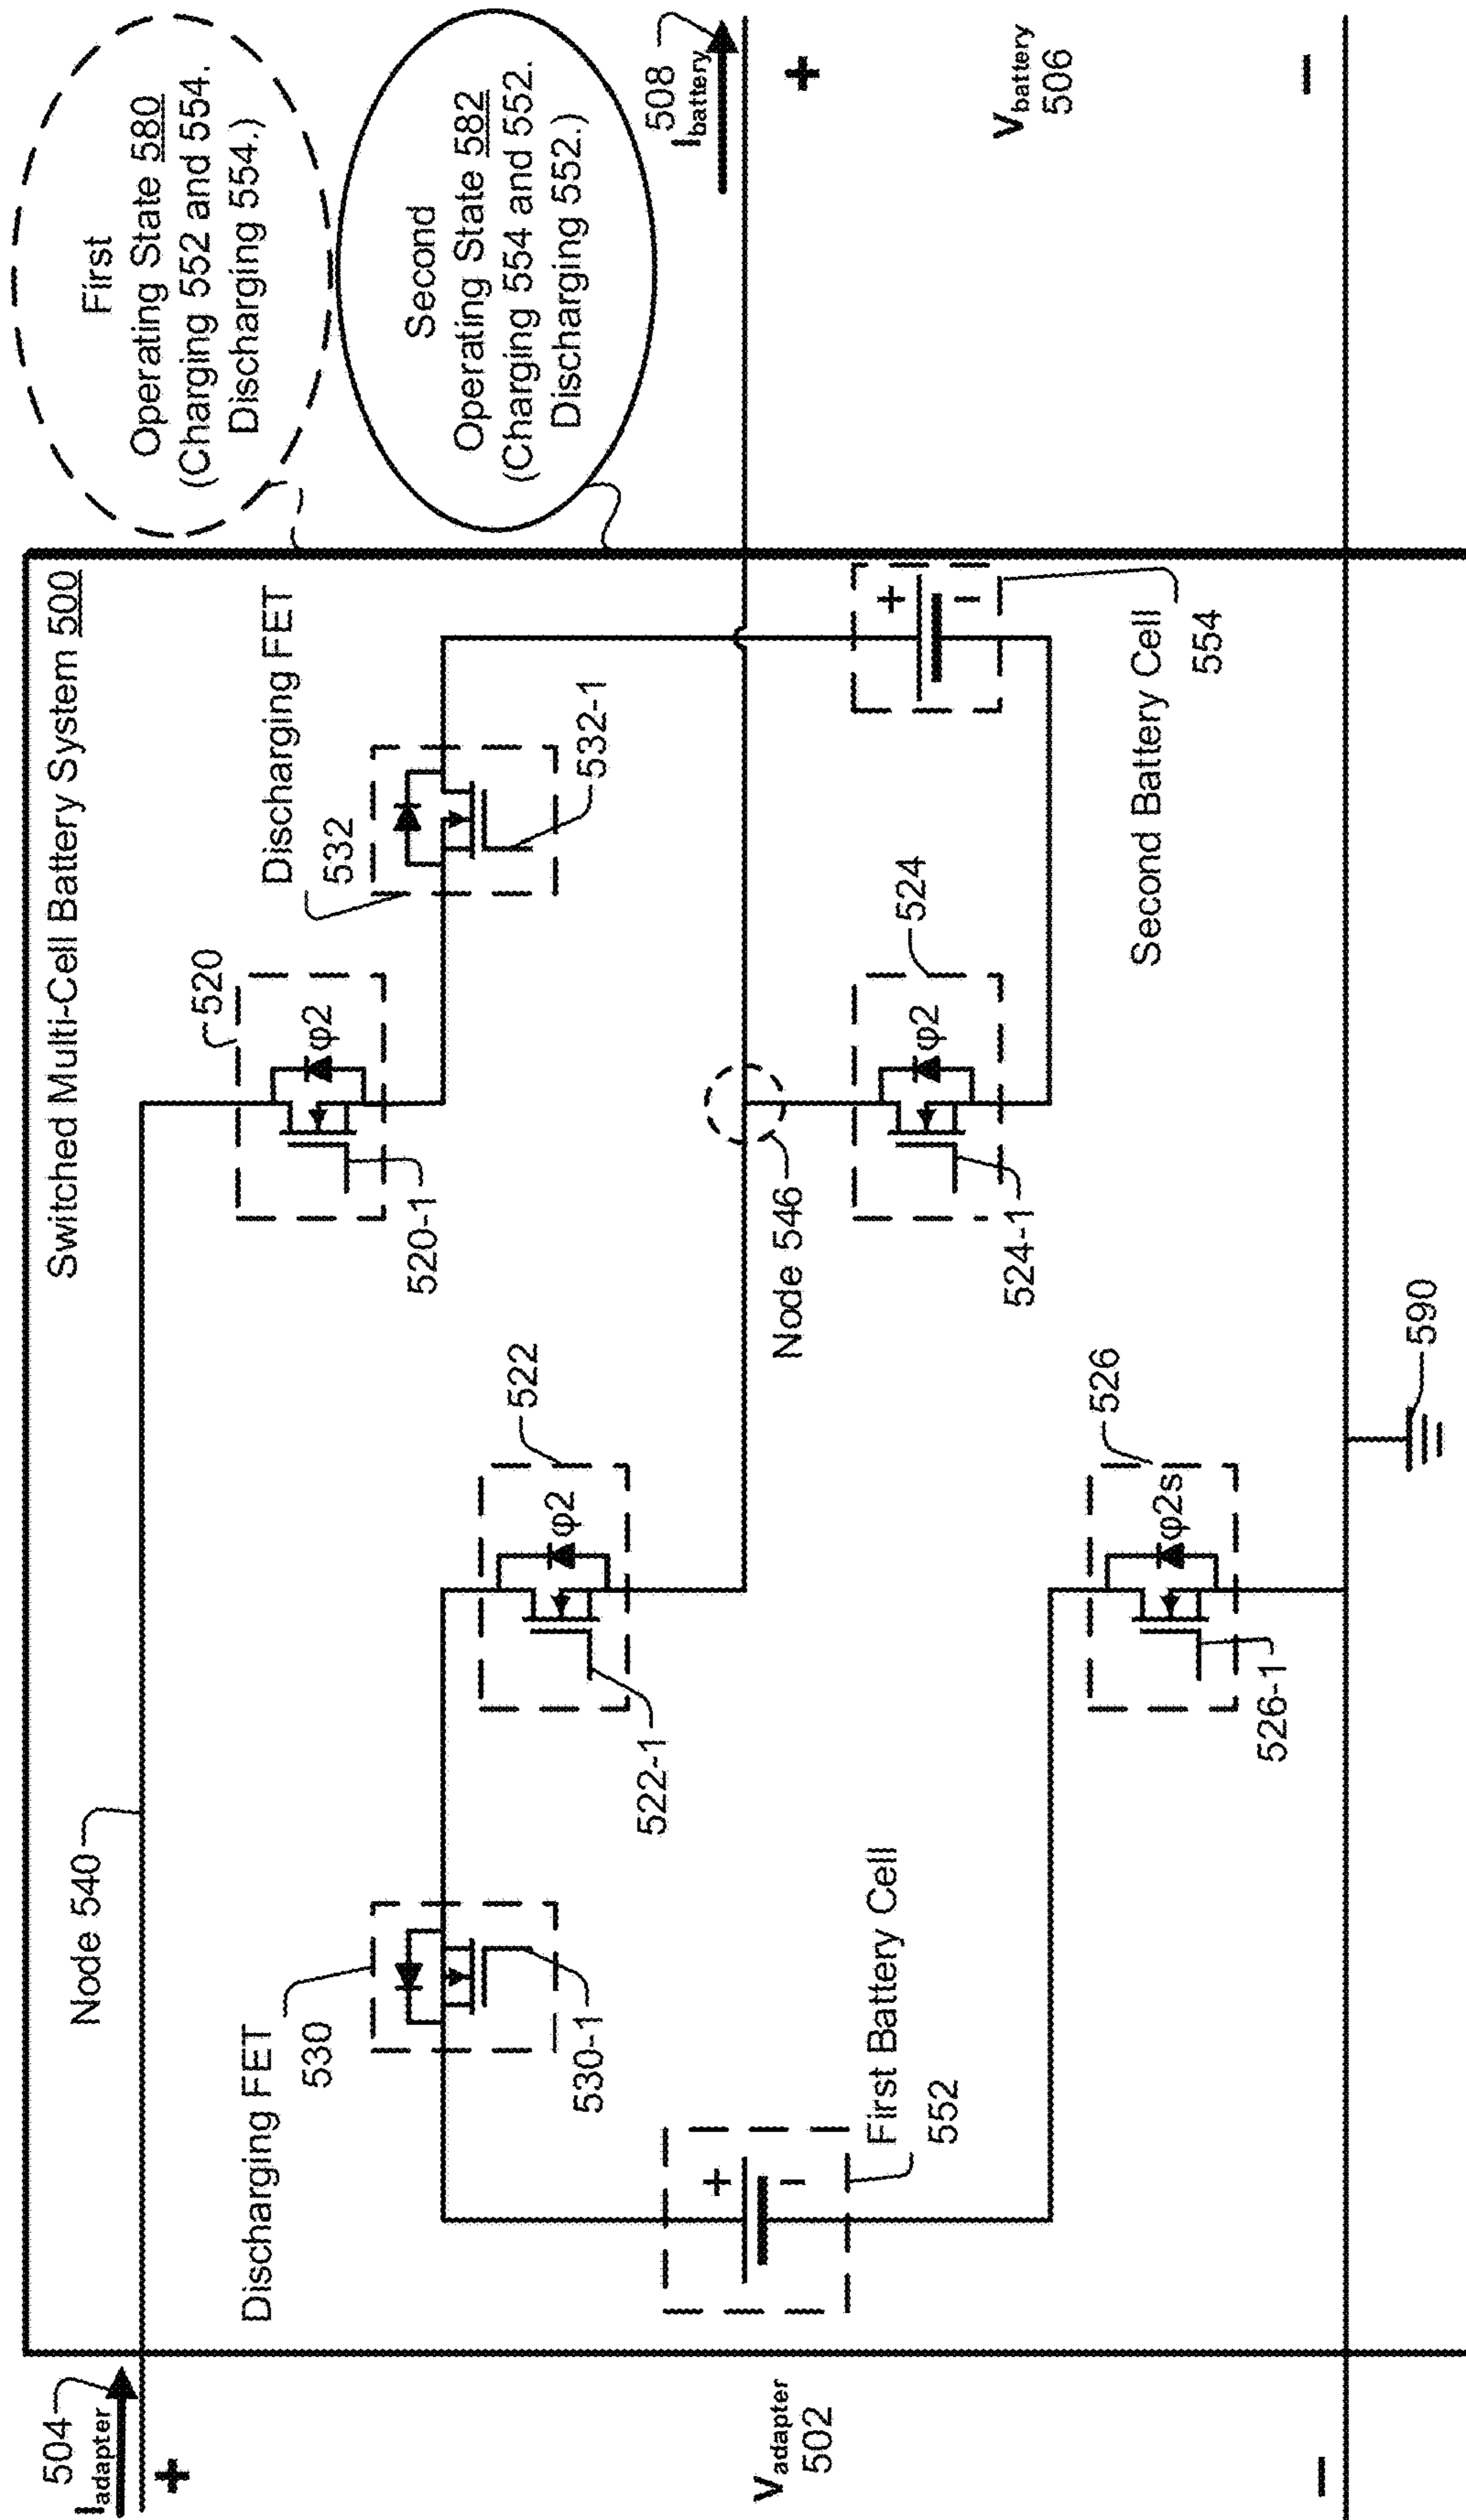 504
Iadapter
+
Vadapter
502
−
Switched Multi-Cell Battery System 500
Node 540
Discharging FET
530
530-1
First Battery Cell
552
+
−
522
φ2
522-1
526
φ2s
526-1
520
φ2
520-1
Node 546
524
φ2
524-1
Discharging FET
532
532-1
+
−
Second Battery Cell
554
590
First
Operating State 580
(Charging 552 and 554.
Discharging 554.)
Second
Operating State 582
(Charging 554 and 552.
Discharging 552.)
508
Ibattery
+
Vbattery
506
−